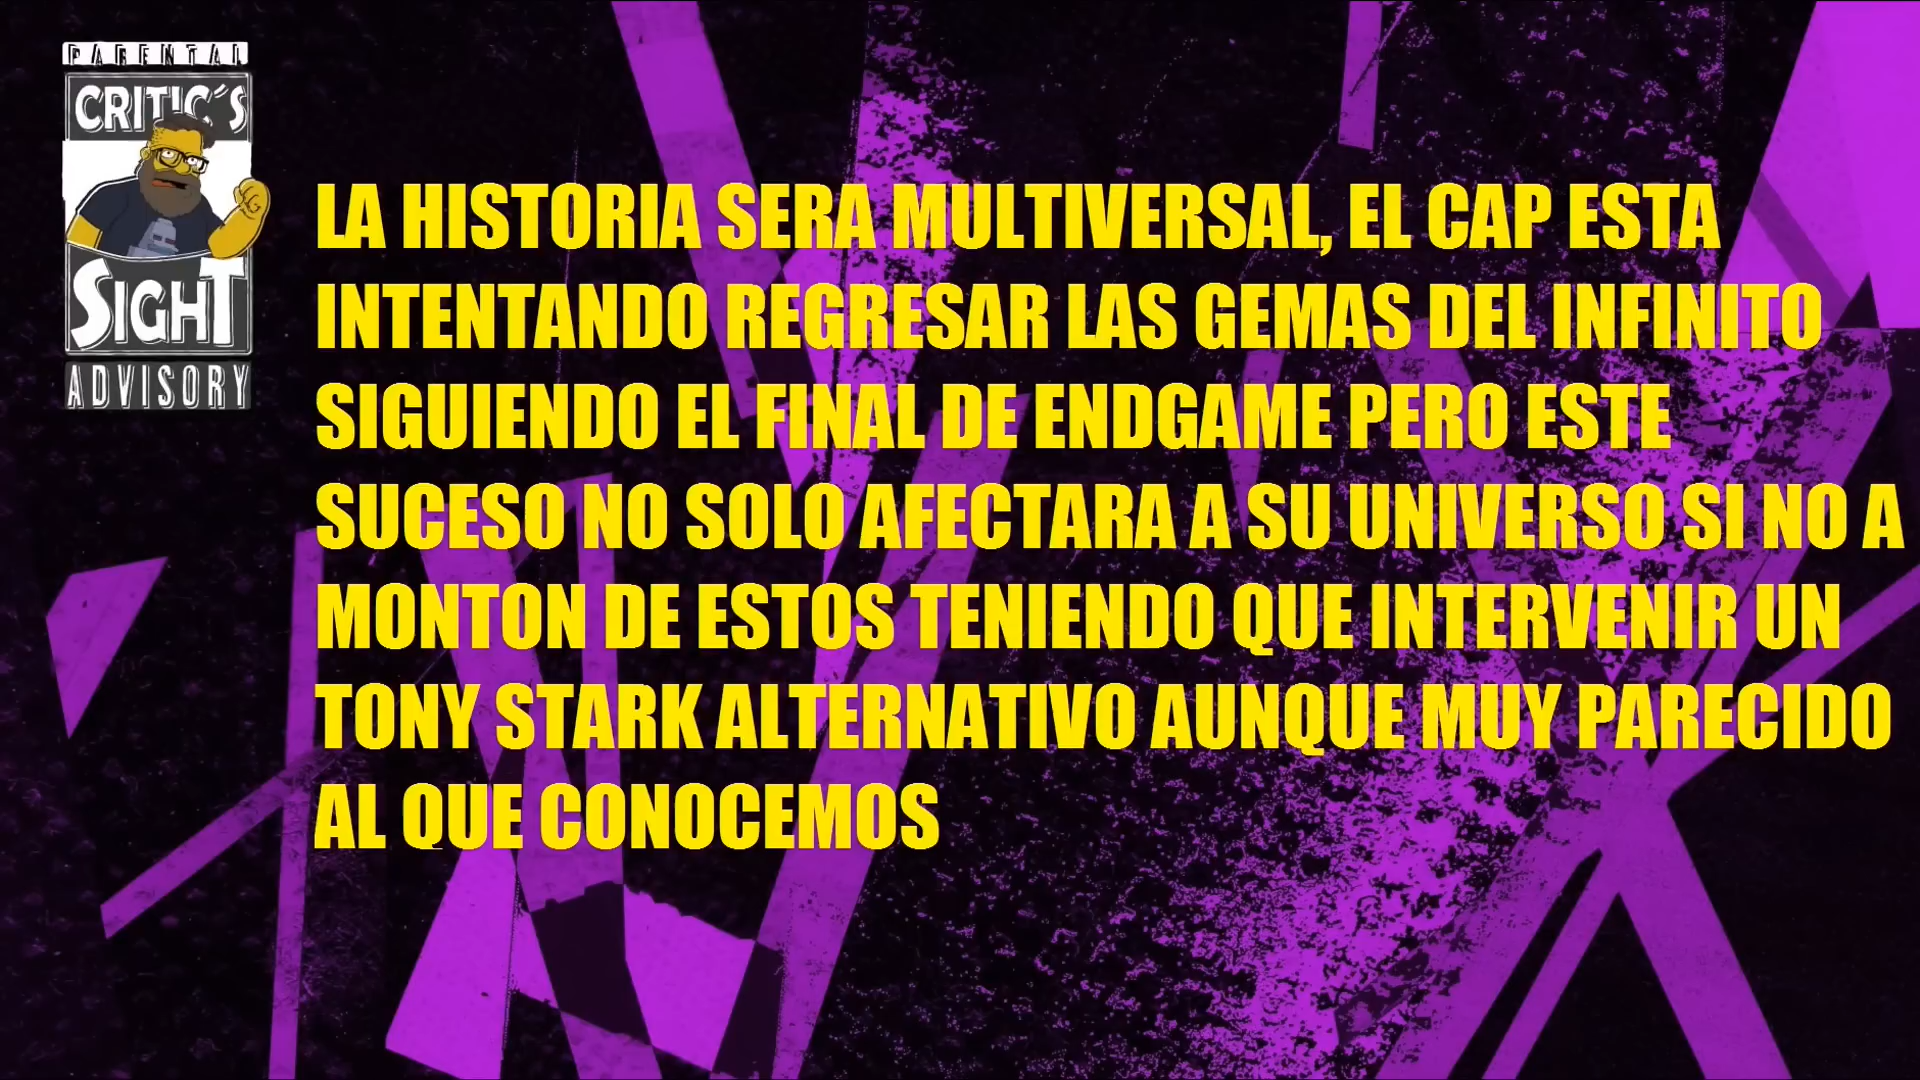 PARENTAL
CRITIC´S
SIGHT
ADVISORY
LA HISTORIA SERA MULTIVERSAL, EL CAP ESTA
INTENTANDO REGRESAR LAS GEMAS DEL INFINITO
SIGUIENDO EL FINAL DE ENDGAME PERO ESTE
SUCESO NO SOLO AFECTARA A SU UNIVERSO SI NO A
MONTON DE ESTOS TENIENDO QUE INTERVENIR UN
TONY STARK ALTERNATIVO AUNQUE MUY PARECIDO
AL QUE CONOCEMOS